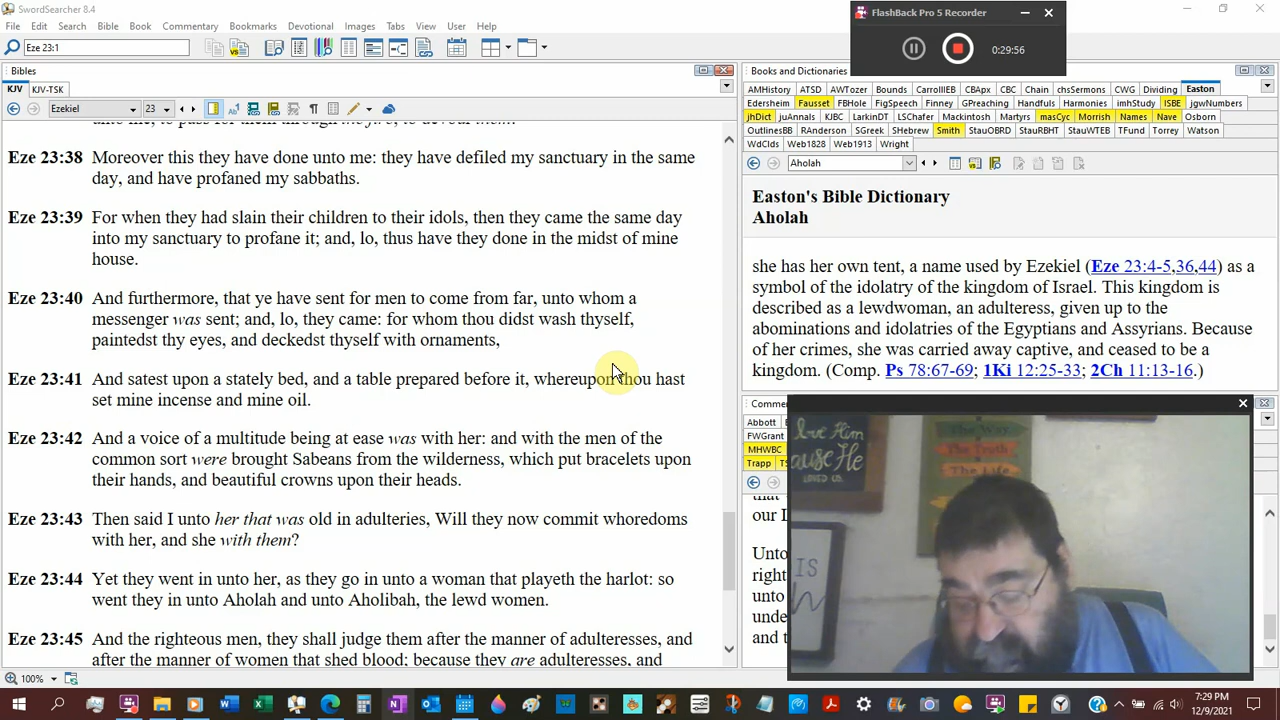 SwordSearcher 8.4
File Edit Search Bible Book Commentary Bookmarks Devotional Images Tabs View User Help
Eze 23:1
FlashBack Pro 5 Recorder
0:29:56
Bibles
KJV KJV-TSK
Ezekiel 23
Eze 23:38 Moreover this they have done unto me: they have defiled my sanctuary in the same
day, and have profaned my sabbaths.
Eze 23:39 For when they had slain their children to their idols, then they came the same day
into my sanctuary to profane it; and, lo, thus have they done in the midst of mine
house.
Eze 23:40 And furthermore, that ye have sent for men to come from far, unto whom a
messenger was sent; and, lo, they came: for whom thou didst wash thyself,
paintedst thy eyes, and deckedst thyself with ornaments,
Eze 23:41 And satest upon a stately bed, and a table prepared before it, whereupon thou hast
set mine incense and mine oil.
Eze 23:42 And a voice of a multitude being at ease was with her: and with the men of the
common sort were brought Sabeans from the wilderness, which put bracelets upon
their hands, and beautiful crowns upon their heads.
Eze 23:43 Then said I unto her that was old in adulteries, Will they now commit whoredoms
with her, and she with them?
Eze 23:44 Yet they went in unto her, as they go in unto a woman that playeth the harlot: so
went they in unto Aholah and unto Aholibah, the lewd women.
Eze 23:45 And the righteous men, they shall judge them after the manner of adulteresses, and
after the manner of women that shed blood; because they are adulteresses, and
100%
Books and Dictionaries
AMHistory ATSD AWTozer Bounds CarrollIEB CBApx CBC Chain chsSermons CWG Dividing Easton
Edersheim Fausset FBHole FigSpeech Finney GPreaching Handfuls Harmonies imhStudy ISBE jgwNumbers
jhDict juAnnals KJBC LarkinDT LSChafer Mackintosh Martyrs masCyc Morrish Names Nave Osborn
OutlinesBB RAnderson SGreek SHebrew Smith StauOBRD StauRBHT StauWTEB TFund Torrey Watson
WdClds Web1828 Web1913 Wright
Aholah
Easton's Bible Dictionary
Aholah
she has her own tent, a name used by Ezekiel (Eze 23:4-5,36,44) as a
symbol of the idolatry of the kingdom of Israel. This kingdom is
described as a lewdwoman, an adulteress, given up to the
abominations and idolatries of the Egyptians and Assyrians. Because
of her crimes, she was carried away captive, and ceased to be a
kingdom. (Comp. Ps 78:67-69; 1Ki 12:25-33; 2Ch 11:13-16.)
Comme
Abbott
FWGrant
MHWBC
Trapp
our
Unto
right
unto
unde
and t
love Him
cause He
LOVED US.
The Way
The Truth
The Life
IS
7:29 PM
12/9/2021